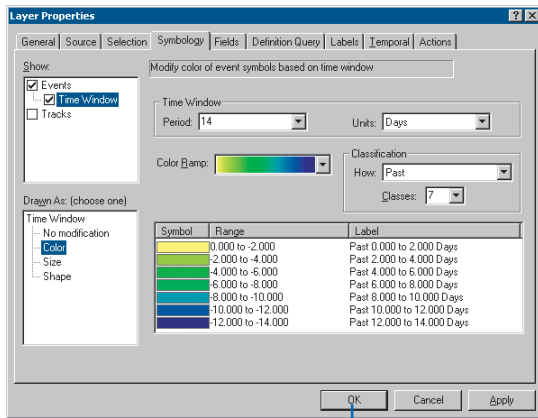 Layer Properties
General Source Selection Symbology Fields Definition Query Labels Temporal Actions
Show:
Events
Time Window
Tracks
Modify color of event symbols based on time window
Time Window
Period: 14 Units: Days
Color Ramp:
Classification
How: Past
Classes: 7
Drawn As: (choose one)
Time Window
No modification
Color
Size
Shape
Symbol Range Label
0.000 to -2.000 Past 0.000 to 2.000 Days
-2.000 to -4.000 Past 2.000 to 4.000 Days
-4.000 to -6.000 Past 4.000 to 6.000 Days
-6.000 to -8.000 Past 6.000 to 8.000 Days
-8.000 to -10.000 Past 8.000 to 10.000 Days
-10.000 to -12.000 Past 10.000 to 12.000 Days
-12.000 to -14.000 Past 12.000 to 14.000 Days
OK Cancel Apply